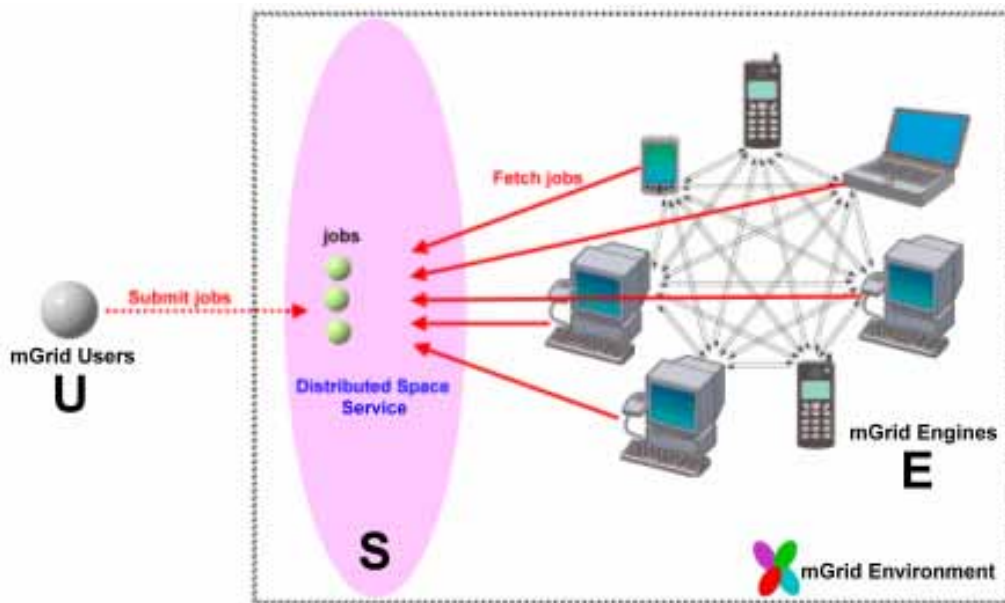 Fetch jobs
jobs
Submit jobs
mGrid Users
U
Distributed Space
Service
mGrid Engines
E
S
mGrid Environment